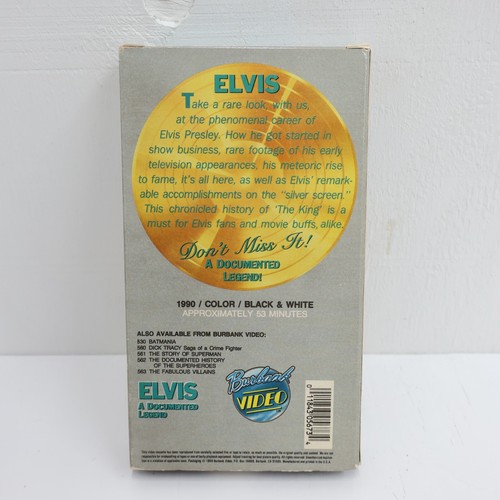 ELVIS
Take a rare look, with us,
at the phenomenal career of
Elvis Presley. How he got started in
show business, rare footage of his early
television appearances, his meteoric rise
to fame, it's all here, as well as Elvis' remark-
able accomplishments on the "silver screen."
This chronicled history of 'The King' is a
must for Elvis fans and movie buffs, alike.
Don't Miss It!
A DOCUMENTED
LEGEND!
1990 / COLOR / BLACK & WHITE
APPROXIMATELY 53 MINUTES
ALSO AVAILABLE FROM BURBANK VIDEO:
530 BATMANIA
560 DICK TRACY Saga of a Crime Fighter
561 THE STORY OF SUPERMAN
562 THE DOCUMENTED HISTORY
OF THE SUPERHEROES
563 THE FABULOUS VILLAINS
ELVIS
A DOCUMENTED
LEGEND
Burbank
VIDEO